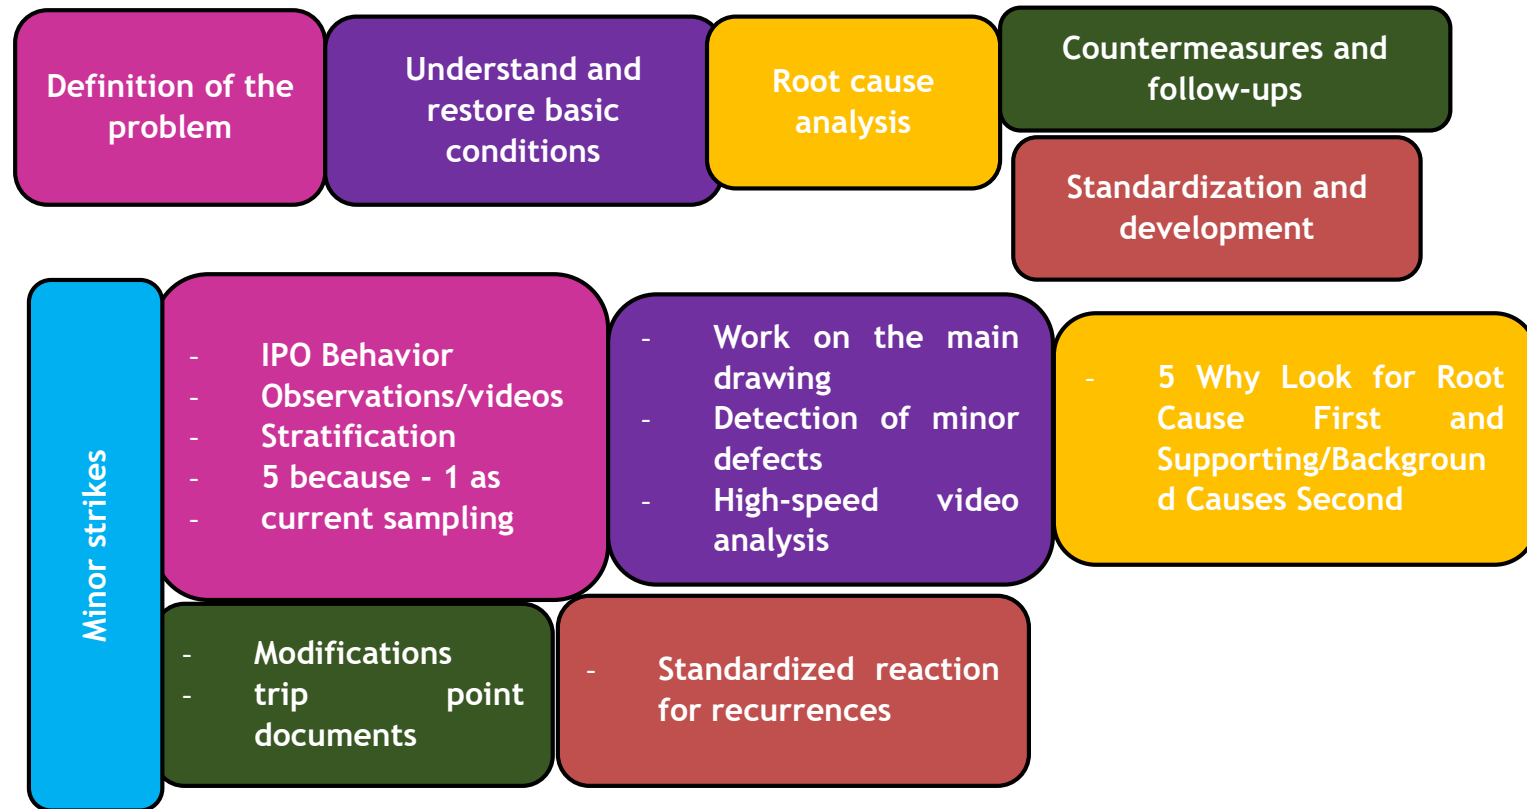 Definition of the
problem
Understand and
restore basic
conditions
Root cause
analysis
Countermeasures and
follow-ups
Standardization and
development
Minor strikes
- IPO Behavior
- Observations/videos
- Stratification
- 5 because - 1 as
- current sampling
- Work on the main
drawing
- Detection of minor
defects
- High-speed video
analysis
- 5 Why Look for Root
Cause First and
Supporting/Backgroun
d Causes Second
- Modifications
- trip point
documents
- Standardized reaction
for recurrences